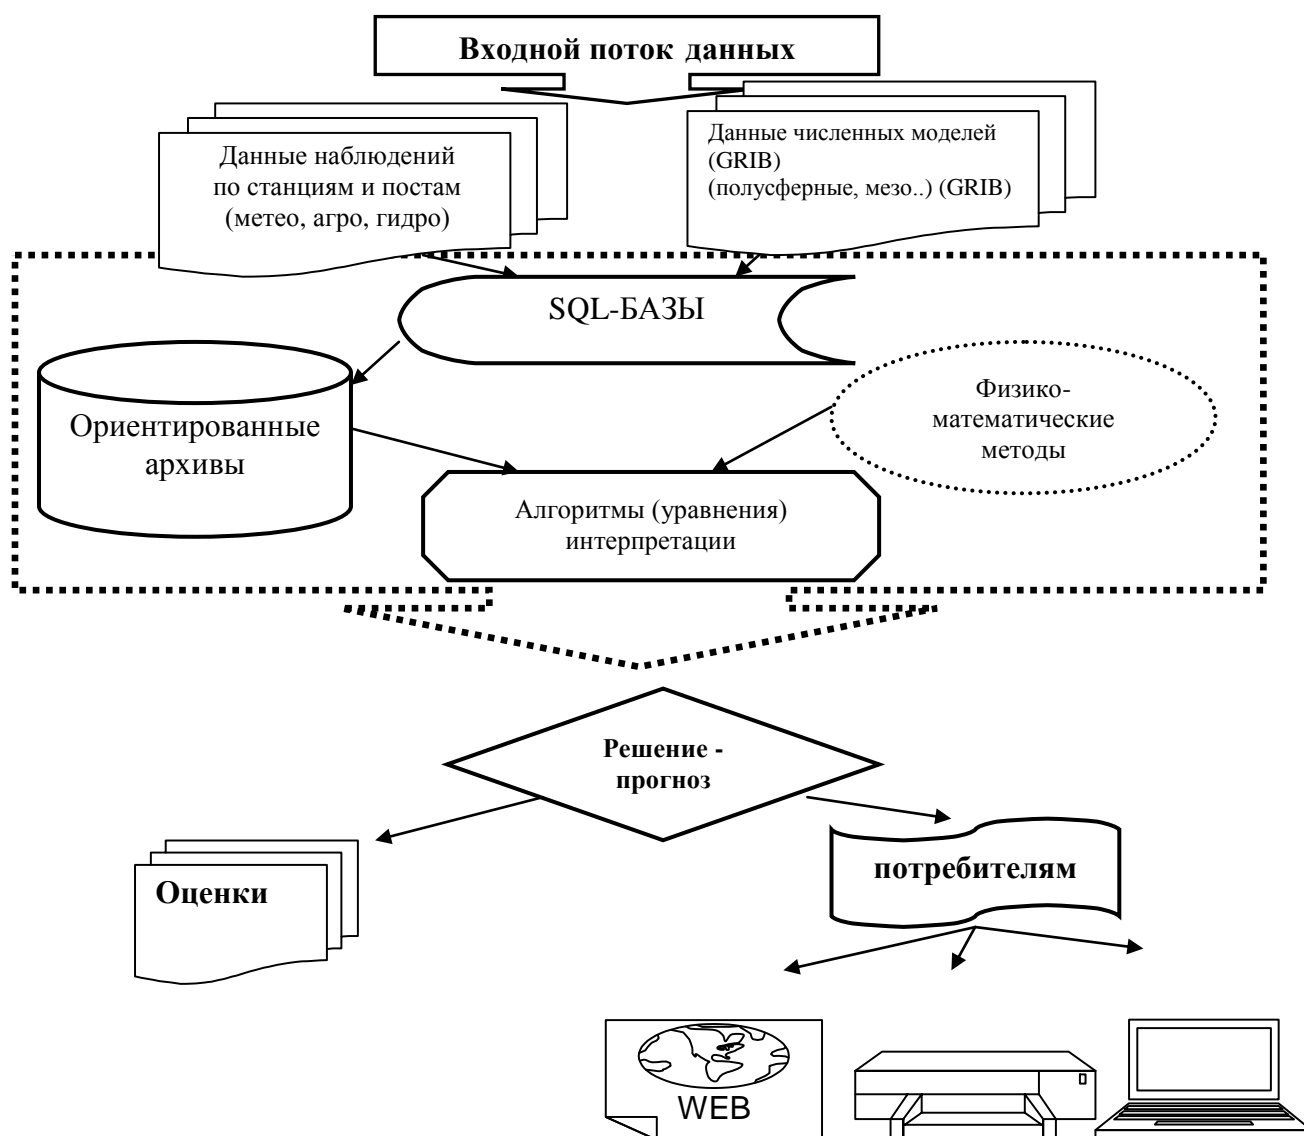 Входной поток данных
Данные наблюдений
по станциям и постам
(метео, агро, гидро)
Данные численных моделей
(GRIB)
(полусферные, мезо..) (GRIB)
SQL-БАЗЫ
Ориентированные
архивы
Физико-
математические
методы
Алгоритмы (уравнения)
интерпретации
Решение -
прогноз
Оценки
потребителям
WEB